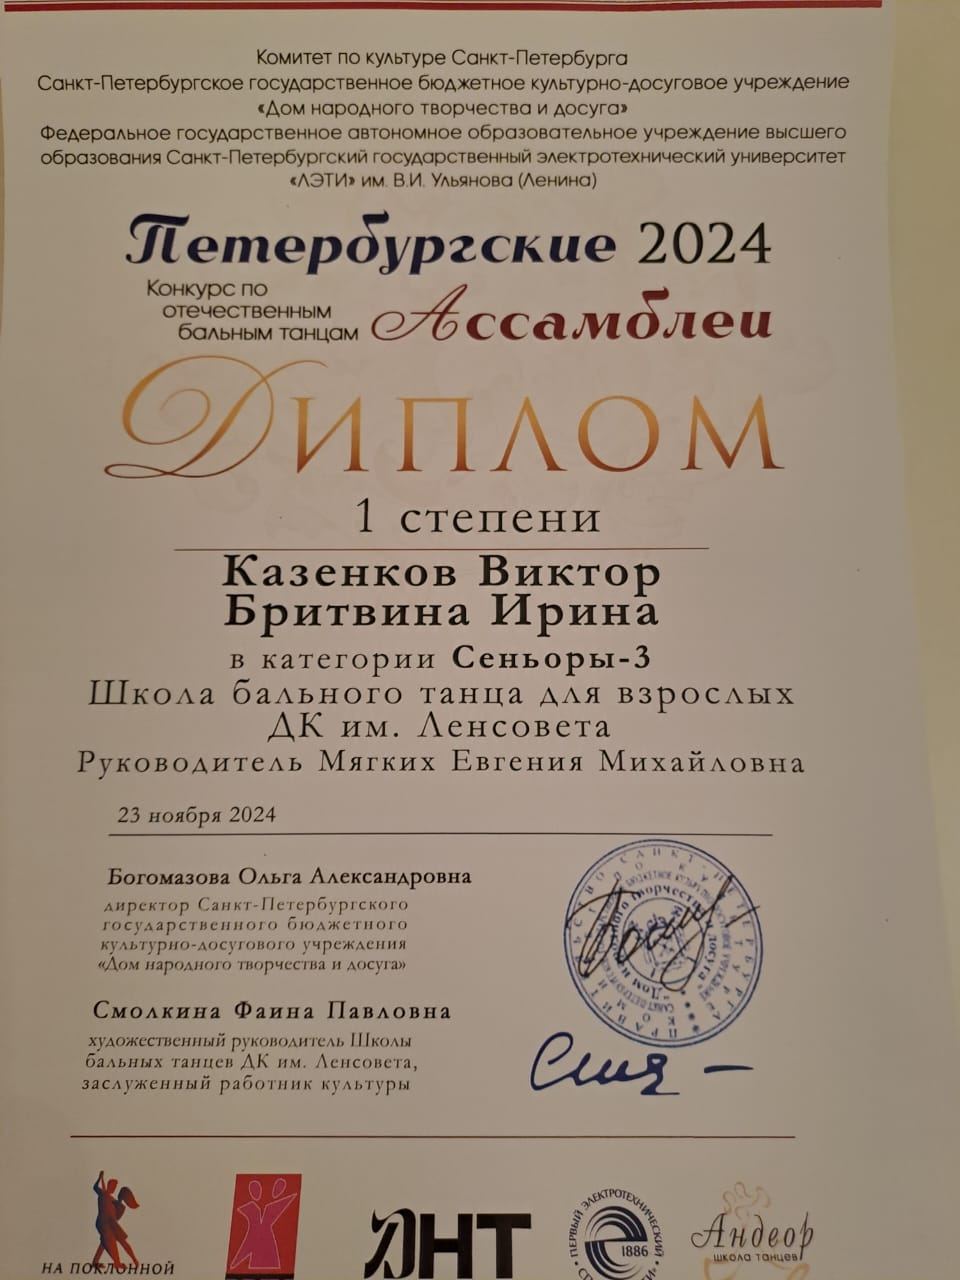 Комитет по культуре Санкт-Петербурга
Санкт-Петербургское государственное бюджетное культурно-досуговое учреждение
«Дом народного творчества и досуга»
Федеральное государственное автономное образовательное учреждение высшего
образования Санкт-Петербургский государственный электротехнический университет
«ЛЭТИ» им. В.И. Ульянова (Ленина)
Петербургские 2024
Конкурс по
отечественным
бальным танцам
Ассамблеи
Диплом
1 степени
Казенков Виктор
Бритвина Ирина
в категории Сеньоры-3
Школа бального танца для взрослых
ДК им. Ленсовета
Руководитель Мягких Евгения Михайловна
23 ноября 2024
Богомазова Ольга Александровна
директор Санкт-Петербургского
государственного бюджетного
культурно-досугового учреждения
«Дом народного творчества и досуга»
Смолкина Фаина Павловна
художественный руководитель Школы
бальных танцев ДК им. Ленсовета,
заслуженный работник культуры
НА ПОКЛОННОЙ
ДНТ
ПЕРВЫЙ ЭЛЕКТРОТЕХНИЧЕСКИЙ
1886
Андеор
школа танцев